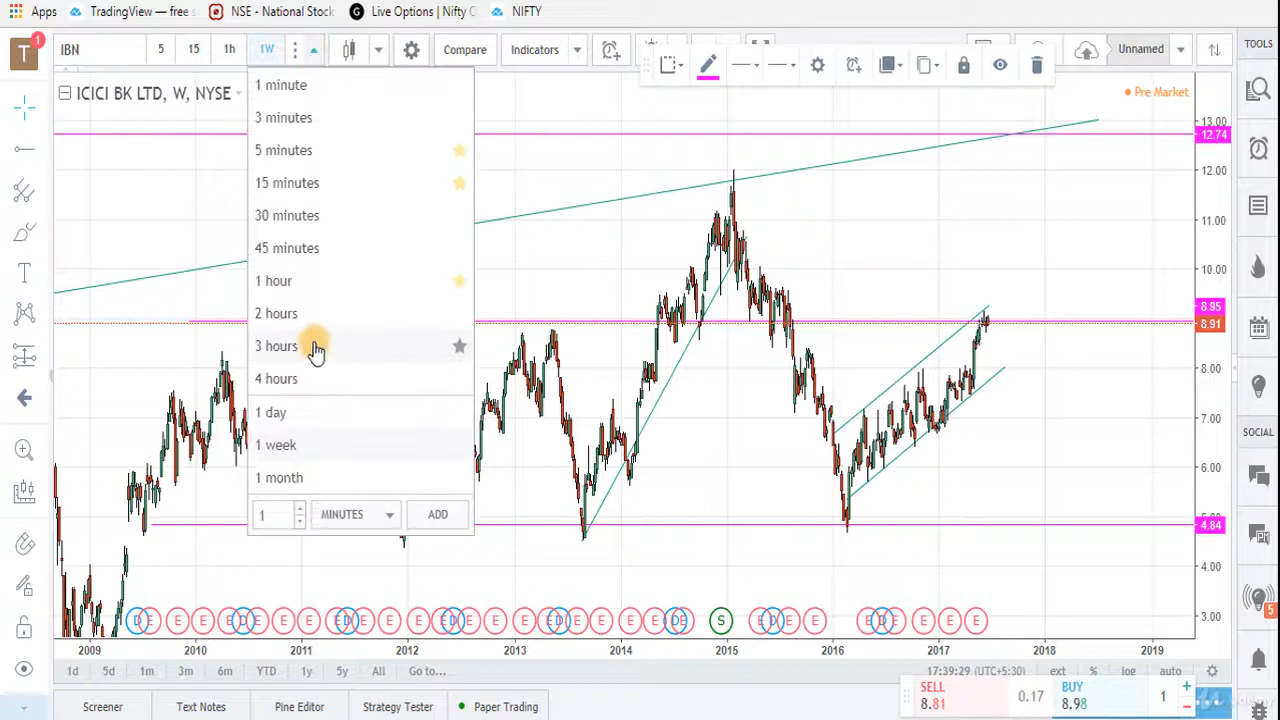 Apps TradingView — free s NSE - National Stock Live Options | Nifty C NIFTY
T 1 IBN 5 15 1h 1W Compare Indicators Unnamed TOOLS
ICICI BK LTD, W, NYSE
Pre Market
1 minute
3 minutes
5 minutes
15 minutes
30 minutes
45 minutes
1 hour
2 hours
3 hours
4 hours
1 day
1 week
1 month
1 MINUTES ADD
13.00
12.74
12.00
11.00
10.00
8.95
8.91
8.00
7.00
6.00
5.00
4.84
4.00
3.00
SOCIAL
5
D E E E E D E E E E D E E E E D E E E E D E E E E D E S E D E E E D E E E
2009 2010 2011 2012 2013 2014 2015 2016 2017 2018 2019
1d 5d 1m 3m 6m YTD 1y 5y All Go to... 17:39:29 (UTC+5:30) ext % log auto
SELL 8.81 0.17 BUY 8.98 1
Screener Text Notes Pine Editor Strategy Tester Paper Trading
Udemy